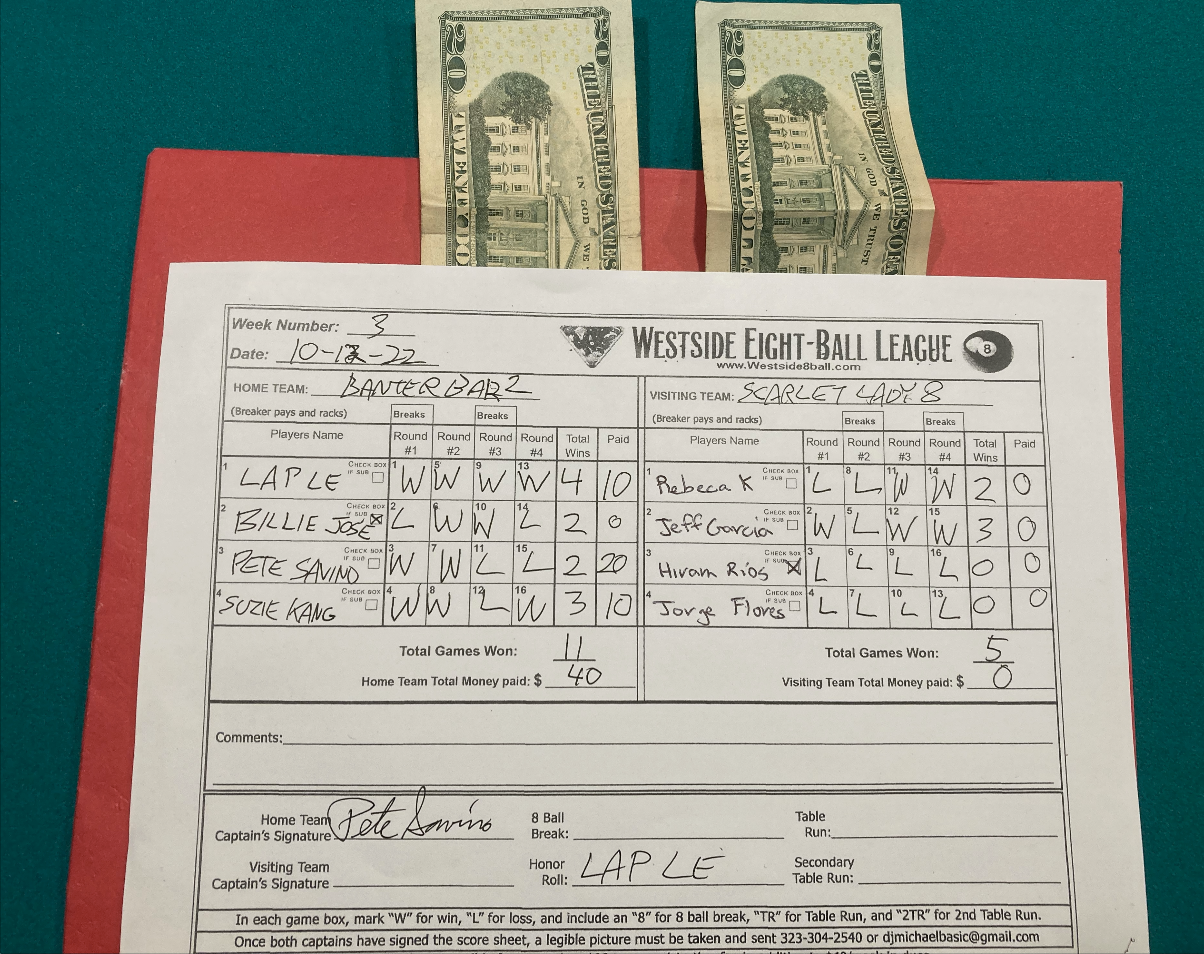 20 20
THE UNITED STATES
TWENTY DOL
IN GOD WE
20 20
THE UNITED STATES OF
TWENTY DOL
IN GOD WE TRUST
Week Number: 3
Date: 10-12-22
WESTSIDE EIGHT-BALL LEAGUE 8
www.Westside8ball.com
HOME TEAM: BANTER BAR 2
(Breaker pays and racks) Breaks Breaks
Players Name Round #1 Round #2 Round #3 Round #4 Total Wins Paid
1 LAP LE CHECK BOX IF SUB 1 W 5 W 9 W 13 W 4 10
2 BILLIE JOSE CHECK BOX IF SUB X 2 L 6 W 10 W 14 L 2 0
3 PETE SAVINO CHECK BOX IF SUB 3 W 7 W 11 L 15 L 2 20
4 SUZIE KANG CHECK BOX IF SUB 4 W 8 W 12 L 16 W 3 10
Total Games Won: 11
Home Team Total Money paid: $ 40
VISITING TEAM: SCARLET LADY 8
(Breaker pays and racks) Breaks Breaks
Players Name Round #1 Round #2 Round #3 Round #4 Total Wins Paid
1 Rebeca K CHECK BOX IF SUB 1 L 8 L 11 W 14 W 2 0
2 Jeff Garcia CHECK BOX IF SUB 2 W 5 L 12 W 15 W 3 0
3 Hiram Ríos CHECK BOX IF SUB X 3 L 6 L 9 L 16 L 0 0
4 Jorge Flores CHECK BOX IF SUB 4 L 7 L 10 L 13 L 0 0
Total Games Won: 5
Visiting Team Total Money paid: $ 0
Comments:
Home Team Captain's Signature Pete Savino
8 Ball Break:
Table Run:
Visiting Team Captain's Signature
Honor Roll: LAP LE
Secondary Table Run:
In each game box, mark "W" for win, "L" for loss, and include an "8" for 8 ball break, "TR" for Table Run, and "2TR" for 2nd Table Run.
Once both captains have signed the score sheet, a legible picture must be taken and sent 323-304-2540 or djmichaelbasic@gmail.com